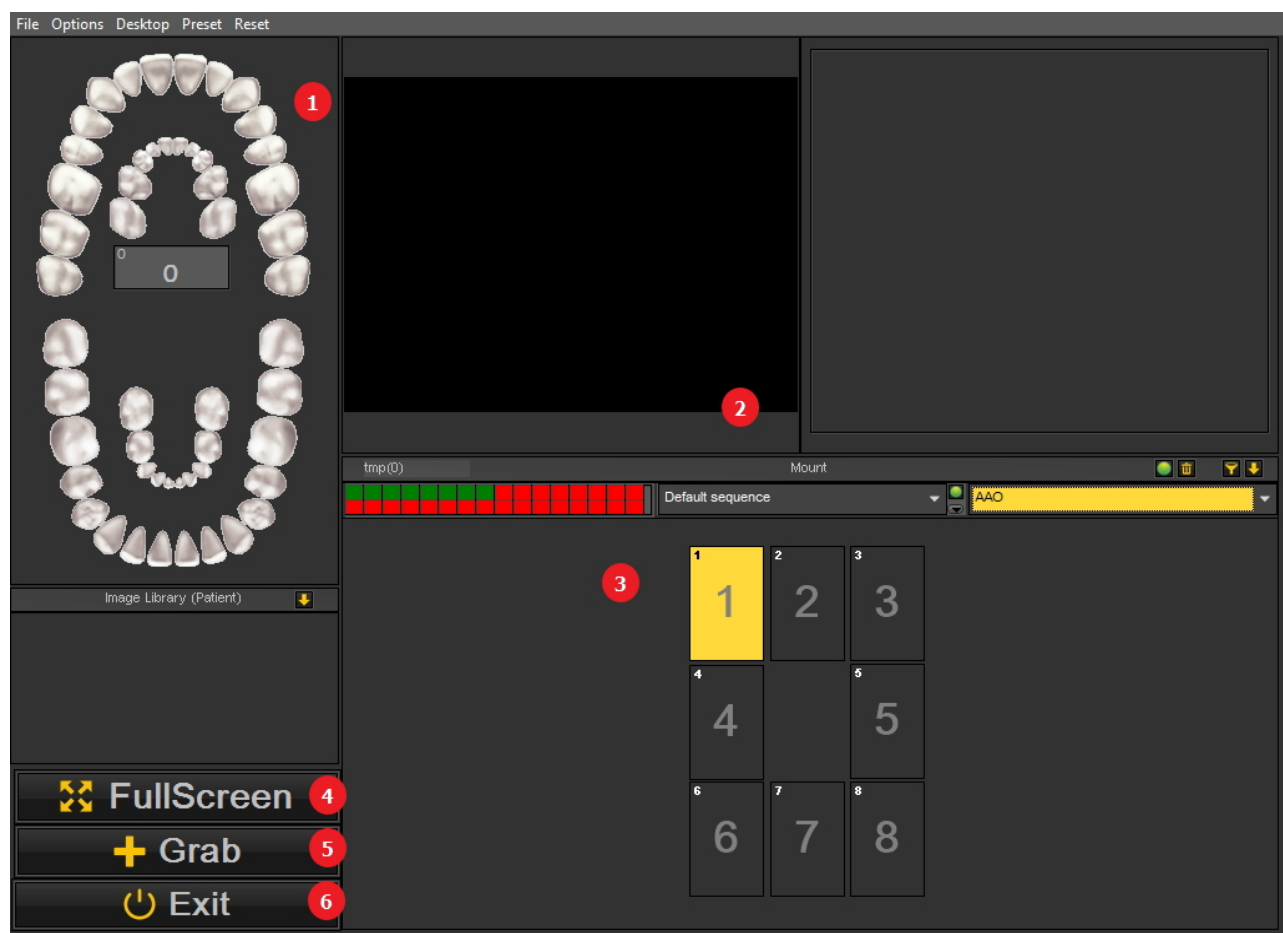 File Options Desktop Preset Reset
1
0
0
2
tmp(0) Mount
Default sequence AAO
3
1 2 3
1 2 3
4 5
4 5
6 7 8
6 7 8
Image Library (Patient)
FullScreen 4
Grab 5
Exit 6